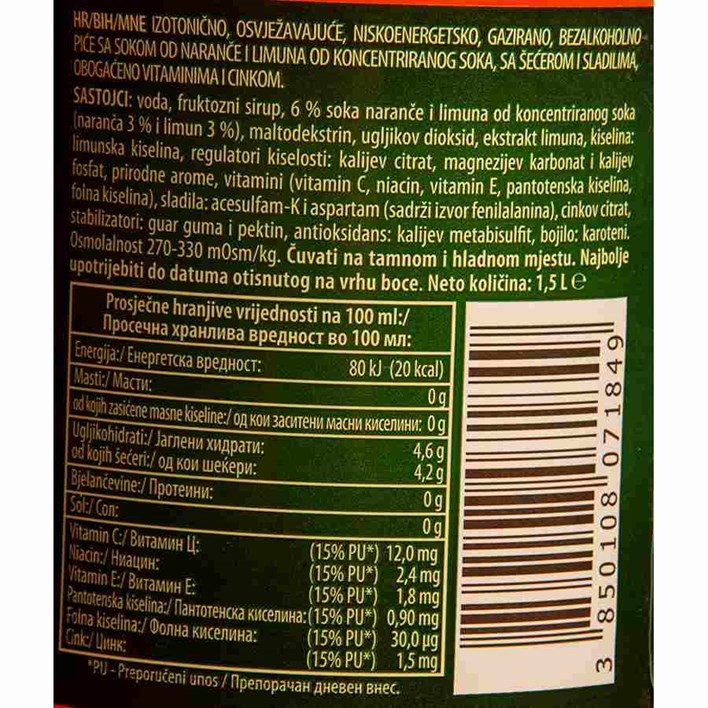 HR/BIH/MNE IZOTONIČNO, OSVJEŽAVAJUĆE, NISKOENERGETSKO, GAZIRANO, BEZALKOHOLNO
PIĆE SA SOKOM OD NARANČE I LIMUNA OD KONCENTRIRANOG SOKA, SA ŠEĆEROM I SLADILIMA,
OBOGAĆENO VITAMINIMA I CINKOM.
SASTOJCI: voda, fruktozni sirup, 6 % soka naranče i limuna od koncentriranog soka
(naranča 3 % i limun 3 %), maltodekstrin, ugljikov dioksid, ekstrakt limuna, kiselina:
limunska kiselina, regulatori kiselosti: kalijev citrat, magnezijev karbonat i kalijev
fosfat, prirodne arome, vitamini (vitamin C, niacin, vitamin E, pantotenska kiselina,
folna kiselina), sladila: acesulfam-K i aspartam (sadrži izvor fenilalanina), cinkov citrat,
stabilizatori: guar guma i pektin, antioksidans: kalijev metabisulfit, bojilo: karoteni.
Osmolalnost 270-330 mOsm/kg. Čuvati na tamnom i hladnom mjestu. Najbolje
upotrijebiti do datuma otisnutog na vrhu boce. Neto količina: 1,5 L e
Prosječne hranjive vrijednosti na 100 ml:/
Просечна хранлива вредност во 100 мл:
Energija:/ Енергетска вредност: 80 kJ (20 kcal)
Masti:/ Масти: 0 g
od kojih zasićene masne kiseline:/ од кои заситени масни киселини: 0 g
Ugljikohidrati:/ Јаглени хидрати: 4,6 g
od kojih šećeri:/ од кои шеќери: 4,2 g
Bjelančevine:/ Протеини: 0 g
Sol:/ Сол: 0 g
Vitamin C:/ Витамин Ц: (15% PU*) 12,0 mg
Niacin:/ Ниацин: (15% PU*) 2,4 mg
Vitamin E:/ Витамин Е: (15% PU*) 1,8 mg
Pantotenska kiselina:/ Пантотенска киселина: (15% PU*) 0,90 mg
Folna kiselina:/ Фолна киселина: (15% PU*) 30,0 µg
Cink:/ Цинк: (15% PU*) 1,5 mg
*PU - Preporučeni unos / Препорачан дневен внес.
3 850108 071849